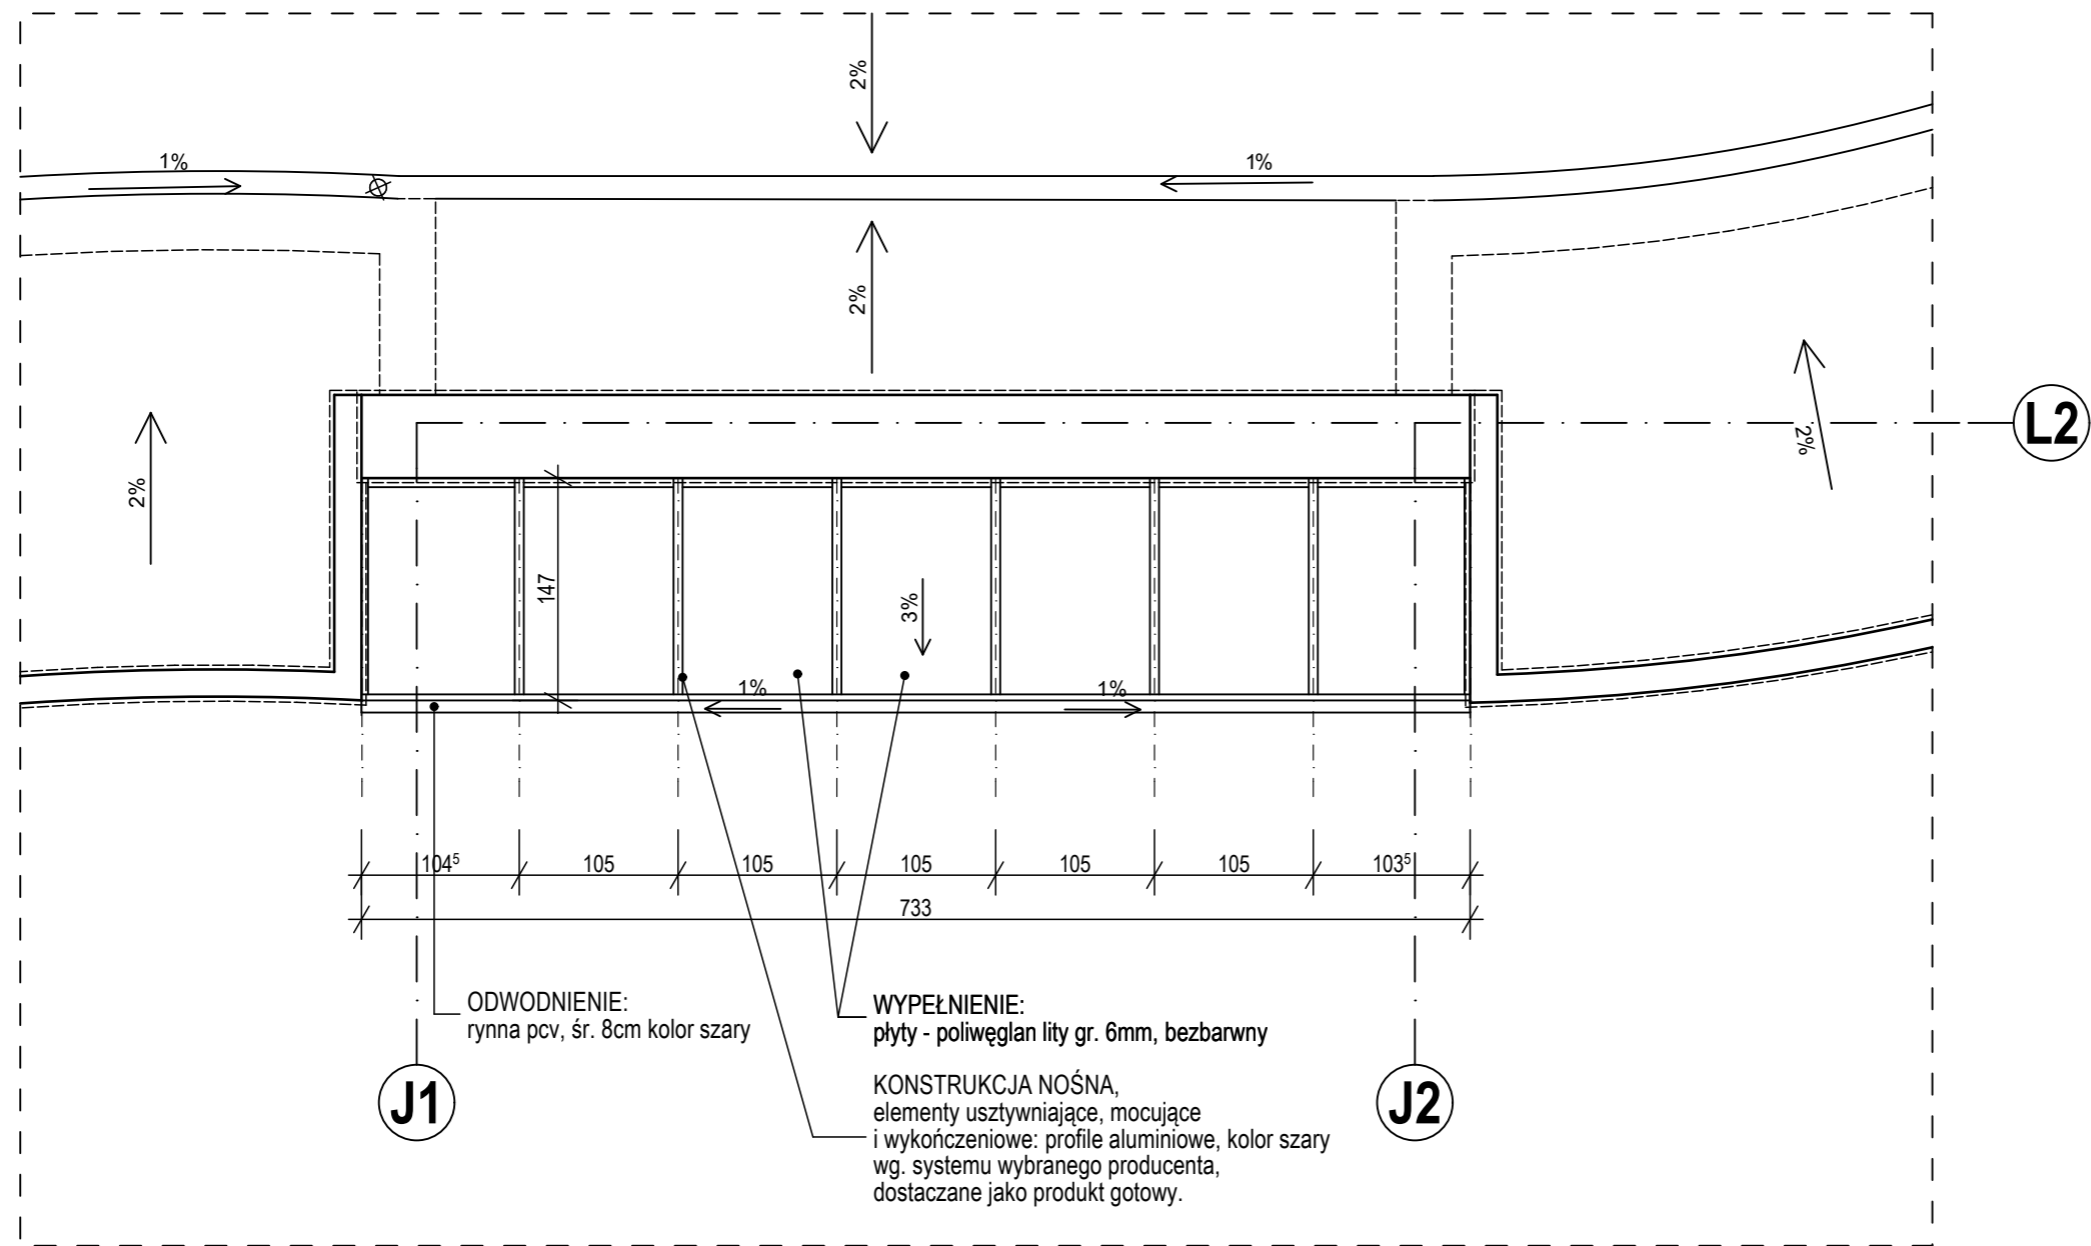 2%
1%
1%
2%
2%
2%
L2
147
3%
1%
1%
104⁵
105
105
105
105
105
103⁵
733
ODWODNIENIE:
rynna pcv, śr. 8cm kolor szary
WYPEŁNIENIE:
płyty - poliwęglan lity gr. 6mm, bezbarwny
KONSTRUKCJA NOŚNA,
elementy usztywniające, mocujące
i wykończeniowe: profile aluminiowe, kolor szary
wg. systemu wybranego producenta,
dostaczane jako produkt gotowy.
J1
J2